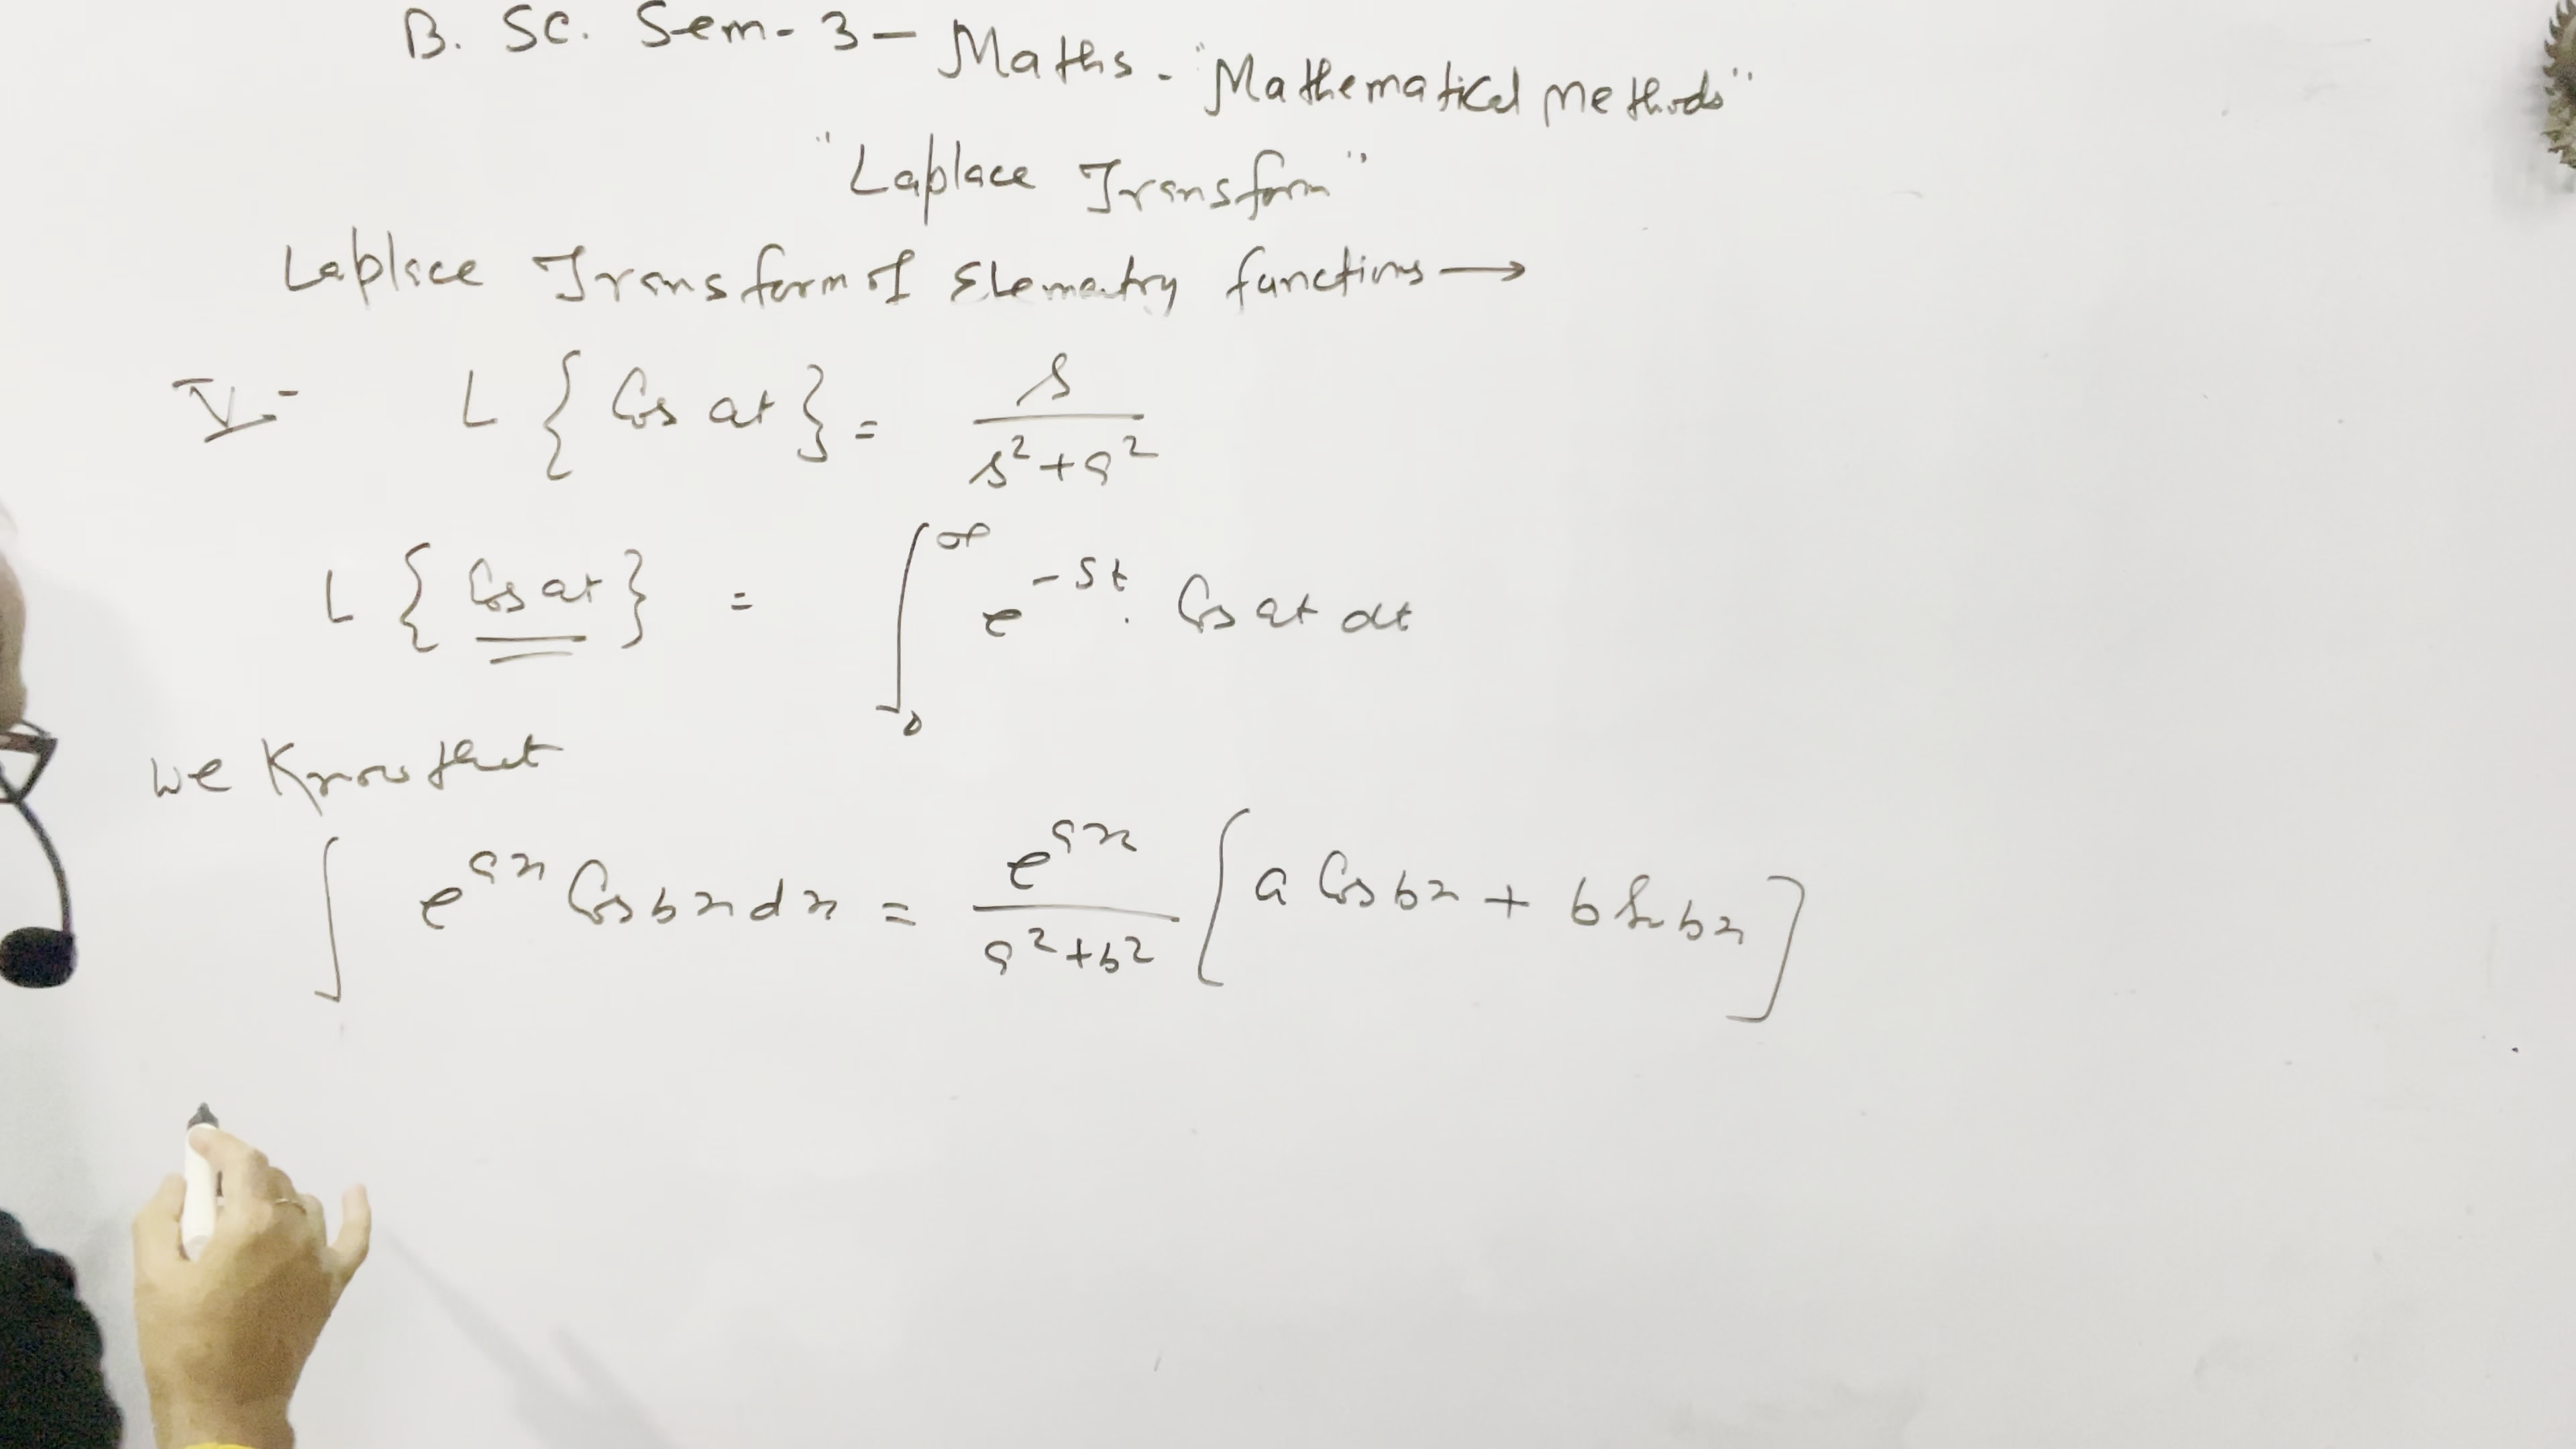 B. Sc. Sem-3 - Maths - "Mathematical Methods"
"Laplace Transform"
Laplace Transform of Elementry functions →
V- L { Cos at } = s / s² + a²
L { Cos at } = ∫₀^∞ e^-st . Cos at dt
We Know that
∫ e^ax Cos bx dx = e^ax / a² + b² [ a Cos bx + b Sin bx ]